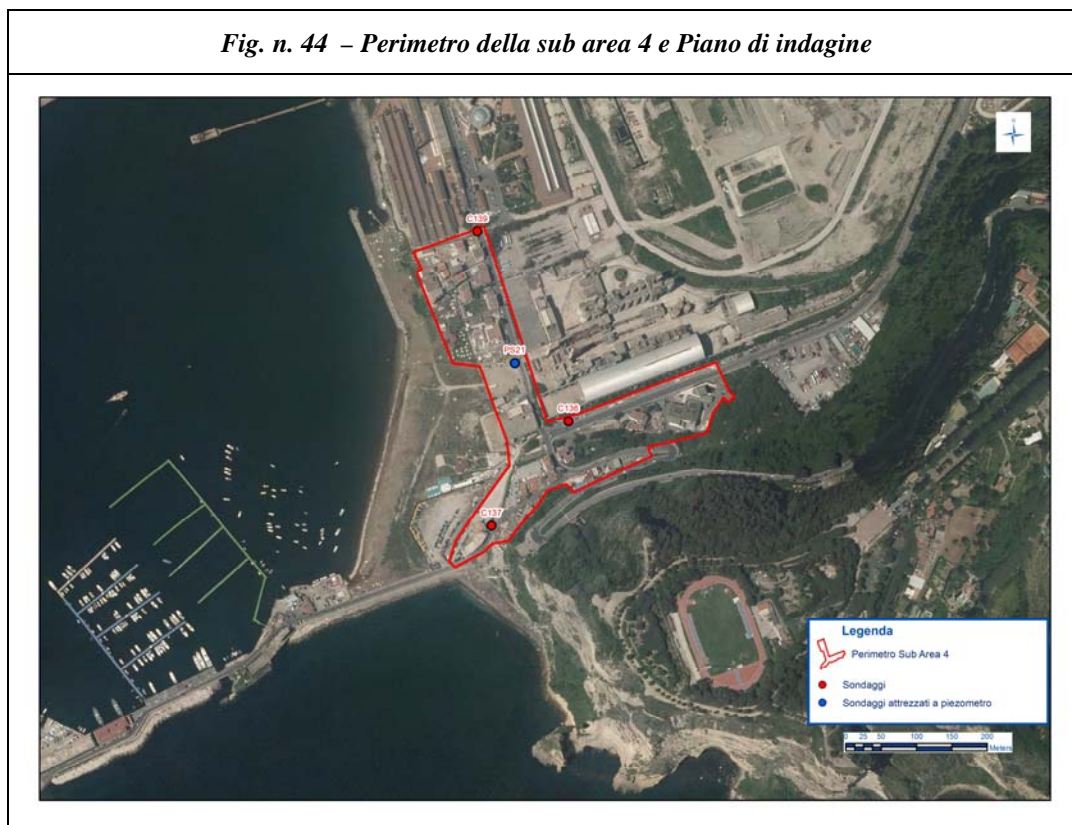 Fig. n. 44 – Perimetro della sub area 4 e Piano di indagine
N
C139
PS21
C138
C137
Legenda
Perimetro Sub Area 4
Sondaggi
Sondaggi attrezzati a piezometro
0 25 50 100 150 200
Meters